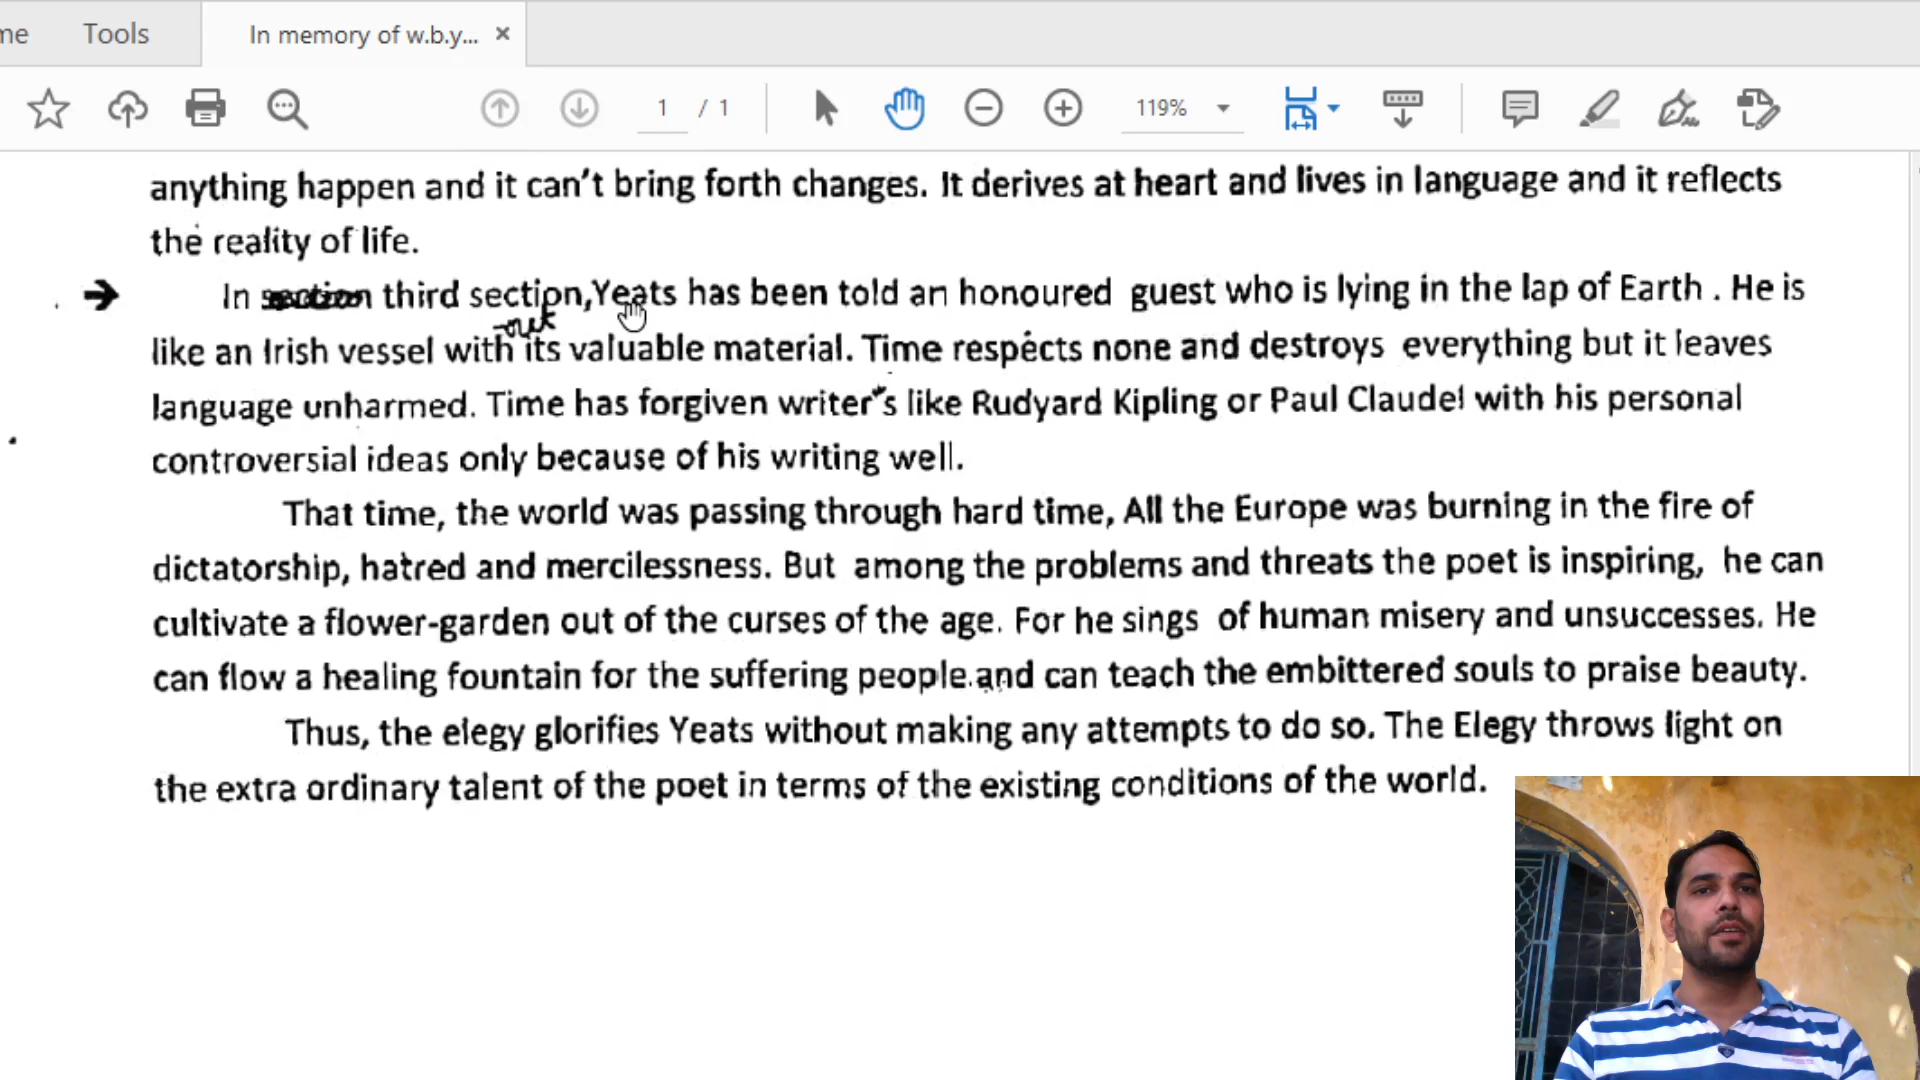 me Tools In memory of w.b.y...
1 / 1 119%
anything happen and it can't bring forth changes. It derives at heart and lives in language and it reflects
the reality of life.
In section third section,Yeats has been told an honoured guest who is lying in the lap of Earth . He is
out
like an Irish vessel with its valuable material. Time respects none and destroys everything but it leaves
language unharmed. Time has forgiven writer's like Rudyard Kipling or Paul Claudel with his personal
controversial ideas only because of his writing well.
That time, the world was passing through hard time, All the Europe was burning in the fire of
dictatorship, hatred and mercilessness. But among the problems and threats the poet is inspiring, he can
cultivate a flower-garden out of the curses of the age. For he sings of human misery and unsuccesses. He
can flow a healing fountain for the suffering people and can teach the embittered souls to praise beauty.
Thus, the elegy glorifies Yeats without making any attempts to do so. The Elegy throws light on
the extra ordinary talent of the poet in terms of the existing conditions of the world.